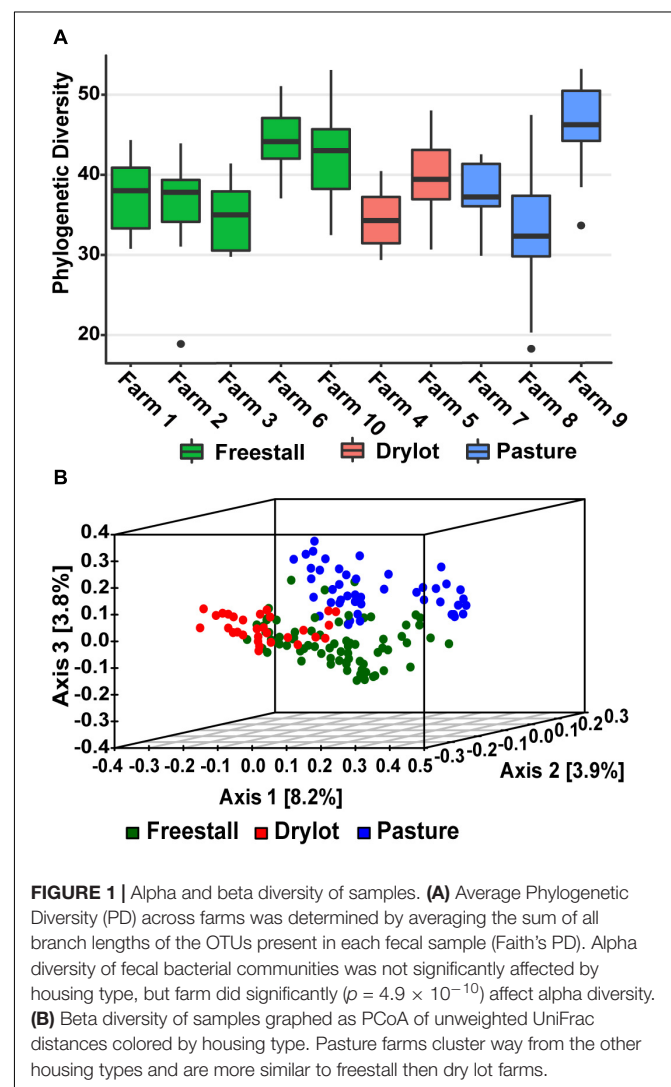 A
Phylogenetic Diversity
50
40
30
20
Farm 1
Farm 2
Farm 3
Farm 6
Farm 10
Farm 4
Farm 5
Farm 7
Farm 8
Farm 9
Freestall Drylot Pasture
B
Axis 3 [3.8%]
0.4
0.3
0.2
0.1
0.0
-0.1
-0.2
-0.3
-0.4
-0.4 -0.3 -0.2 -0.1 0.0 0.1 0.2 0.3 0.4 0.5
Axis 1 [8.2%]
-0.3 -0.2 -0.1 0.0 0.1 0.2 0.3
Axis 2 [3.9%]
Freestall Drylot Pasture
FIGURE 1 | Alpha and beta diversity of samples. (A) Average Phylogenetic
Diversity (PD) across farms was determined by averaging the sum of all
branch lengths of the OTUs present in each fecal sample (Faith's PD). Alpha
diversity of fecal bacterial communities was not significantly affected by
housing type, but farm did significantly (p = 4.9 × 10⁻¹⁰) affect alpha diversity.
(B) Beta diversity of samples graphed as PCoA of unweighted UniFrac
distances colored by housing type. Pasture farms cluster way from the other
housing types and are more similar to freestall then dry lot farms.